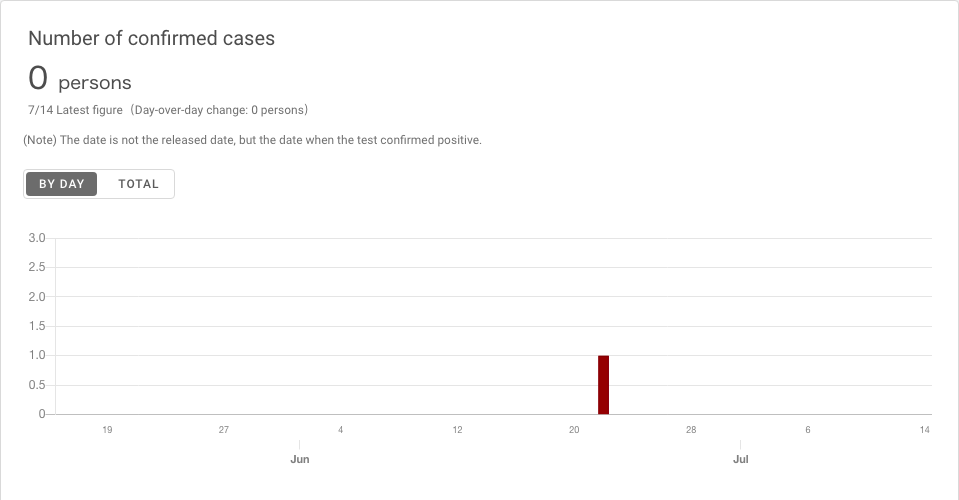 Number of confirmed cases
0 persons
7/14 Latest figure（Day-over-day change: 0 persons）
(Note) The date is not the released date, but the date when the test confirmed positive.
BY DAY TOTAL
3.0
2.5
2.0
1.5
1.0
0.5
0
19 27 4 12 20 28 6 14
Jun Jul